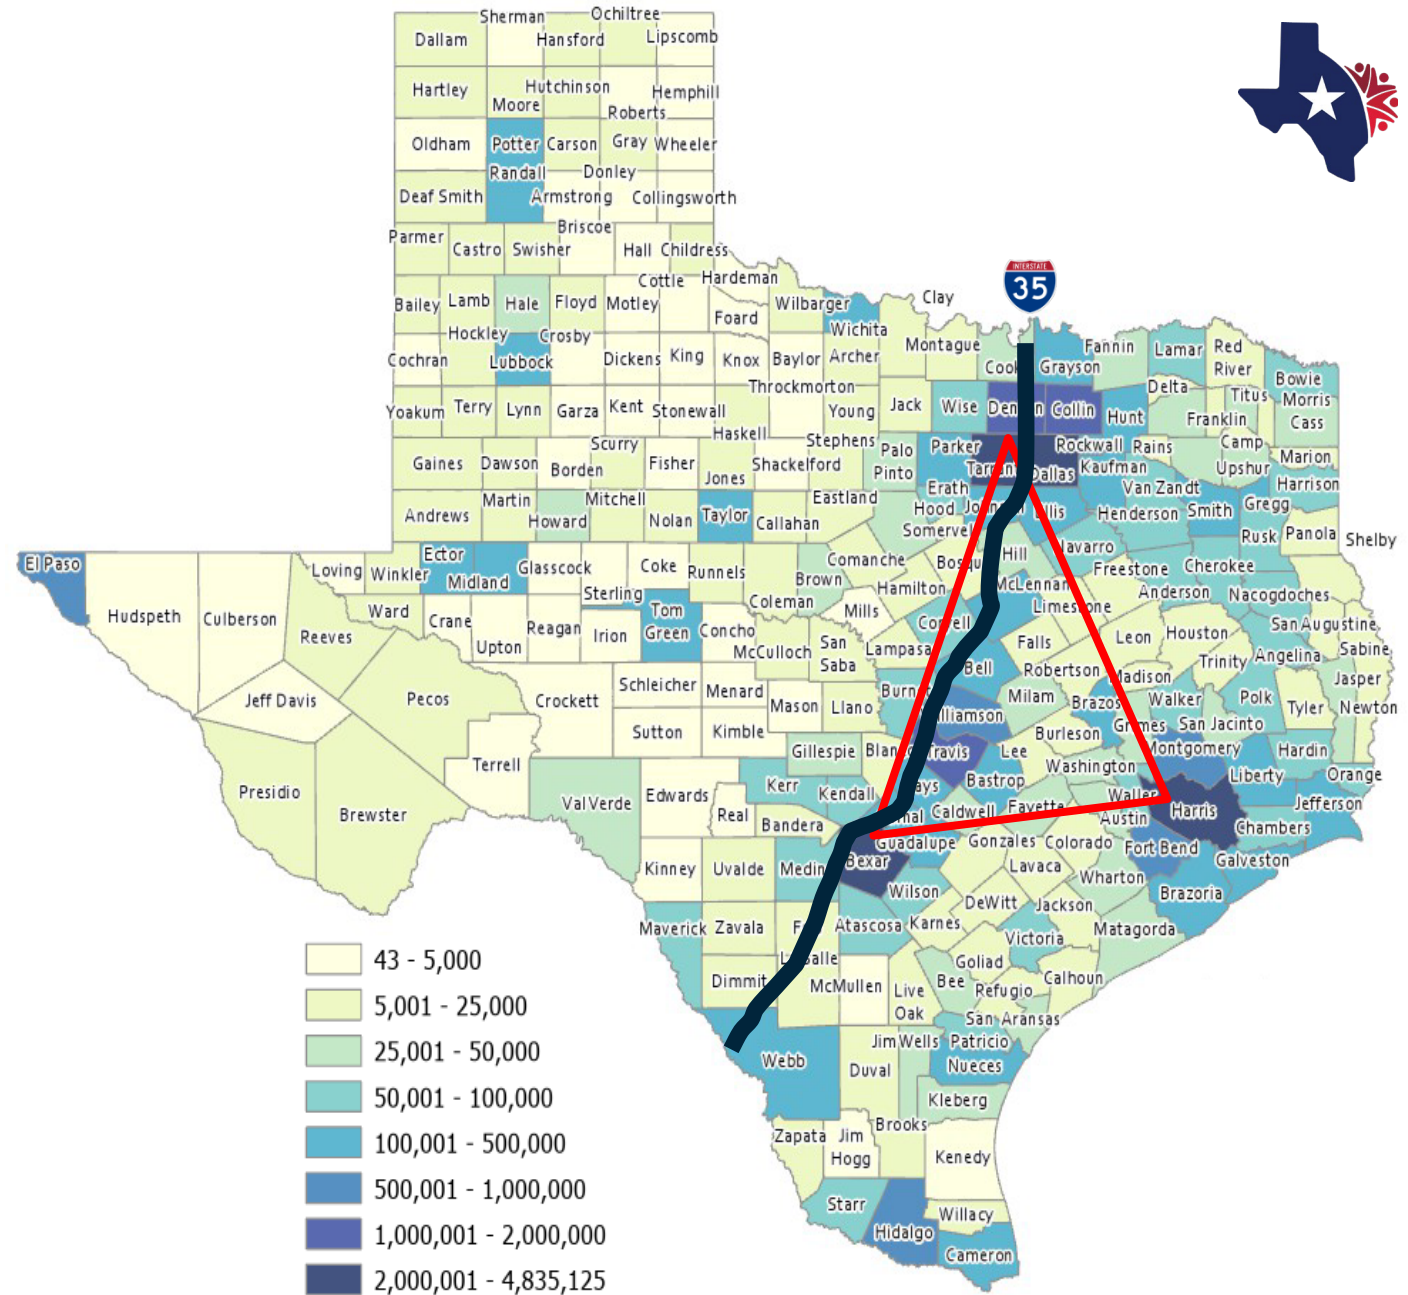 Sherman
Ochiltree
Dallam
Hansford
Lipscomb
Hartley
Moore
Hutchinson
Roberts
Hemphill
Oldham
Potter
Carson
Gray
Wheeler
Randall
Donley
Deaf Smith
Armstrong
Collingsworth
Parmer
Castro
Swisher
Briscoe
Hall
Childress
Cottle
Hardeman
Bailey
Lamb
Hale
Floyd
Motley
Foard
Wilbarger
Clay
INTERSTATE
35
Hockley
Crosby
Wichita
Cochran
Lubbock
Dickens
King
Knox
Baylor
Archer
Montague
Grayson
Fannin
Lamar
Red
River
Bowie
Throckmorton
Yoakum
Terry
Lynn
Garza
Kent
Stonewall
Haskell
Young
Jack
Wise
Collin
Hunt
Delta
Franklin
Titus
Morris
Cass
Gaines
Dawson
Borden
Scurry
Fisher
Jones
Shackelford
Stephens
Palo
Pinto
Parker
Dallas
Rockwall
Kaufman
Rains
Camp
Upshur
Marion
Andrews
Martin
Howard
Mitchell
Nolan
Taylor
Callahan
Eastland
Erath
Hood
Somervel
Van Zandt
Henderson
Smith
Gregg
Harrison
Rusk
Panola
Shelby
El Paso
Hudspeth
Culberson
Loving
Winkler
Ector
Midland
Glasscock
Sterling
Coke
Runnels
Coleman
Brown
Comanche
Hamilton
Hill
McLennan
Limestone
Freestone
Anderson
Cherokee
Nacogdoches
San Augustine
Sabine
Reeves
Ward
Crane
Upton
Reagan
Irion
Tom
Green
Concho
McCulloch
San
Saba
Mills
Lampasa
Bell
Falls
Robertson
Leon
Houston
Madison
Trinity
Angelina
Jeff Davis
Pecos
Crockett
Schleicher
Menard
Mason
Llano
Milam
Brazos
Walker
San Jacinto
Polk
Tyler
Jasper
Newton
Presidio
Brewster
Terrell
Sutton
Kimble
Gillespie
Travis
Lee
Burleson
Grimes
Washington
Montgomery
Hardin
Liberty
Orange
Val Verde
Edwards
Real
Kerr
Kendall
Bandera
Bastrop
Caldwell
Fayette
Austin
Waller
Harris
Jefferson
Chambers
Kinney
Uvalde
Bexar
Guadalupe
Gonzales
Colorado
Lavaca
Fort Bend
Galveston
Wharton
Brazoria
Maverick
Zavala
Atascosa
Wilson
Karnes
DeWitt
Jackson
Victoria
Matagorda
Dimmit
McMullen
Live
Oak
Bee
Goliad
Refugio
Calhoun
San
Patricio
Aransas
Webb
Duval
Jim Wells
Nueces
Kleberg
Zapata
Jim
Hogg
Brooks
Kenedy
Starr
Hidalgo
Willacy
Cameron
43 - 5,000
5,001 - 25,000
25,001 - 50,000
50,001 - 100,000
100,001 - 500,000
500,001 - 1,000,000
1,000,001 - 2,000,000
2,000,001 - 4,835,125